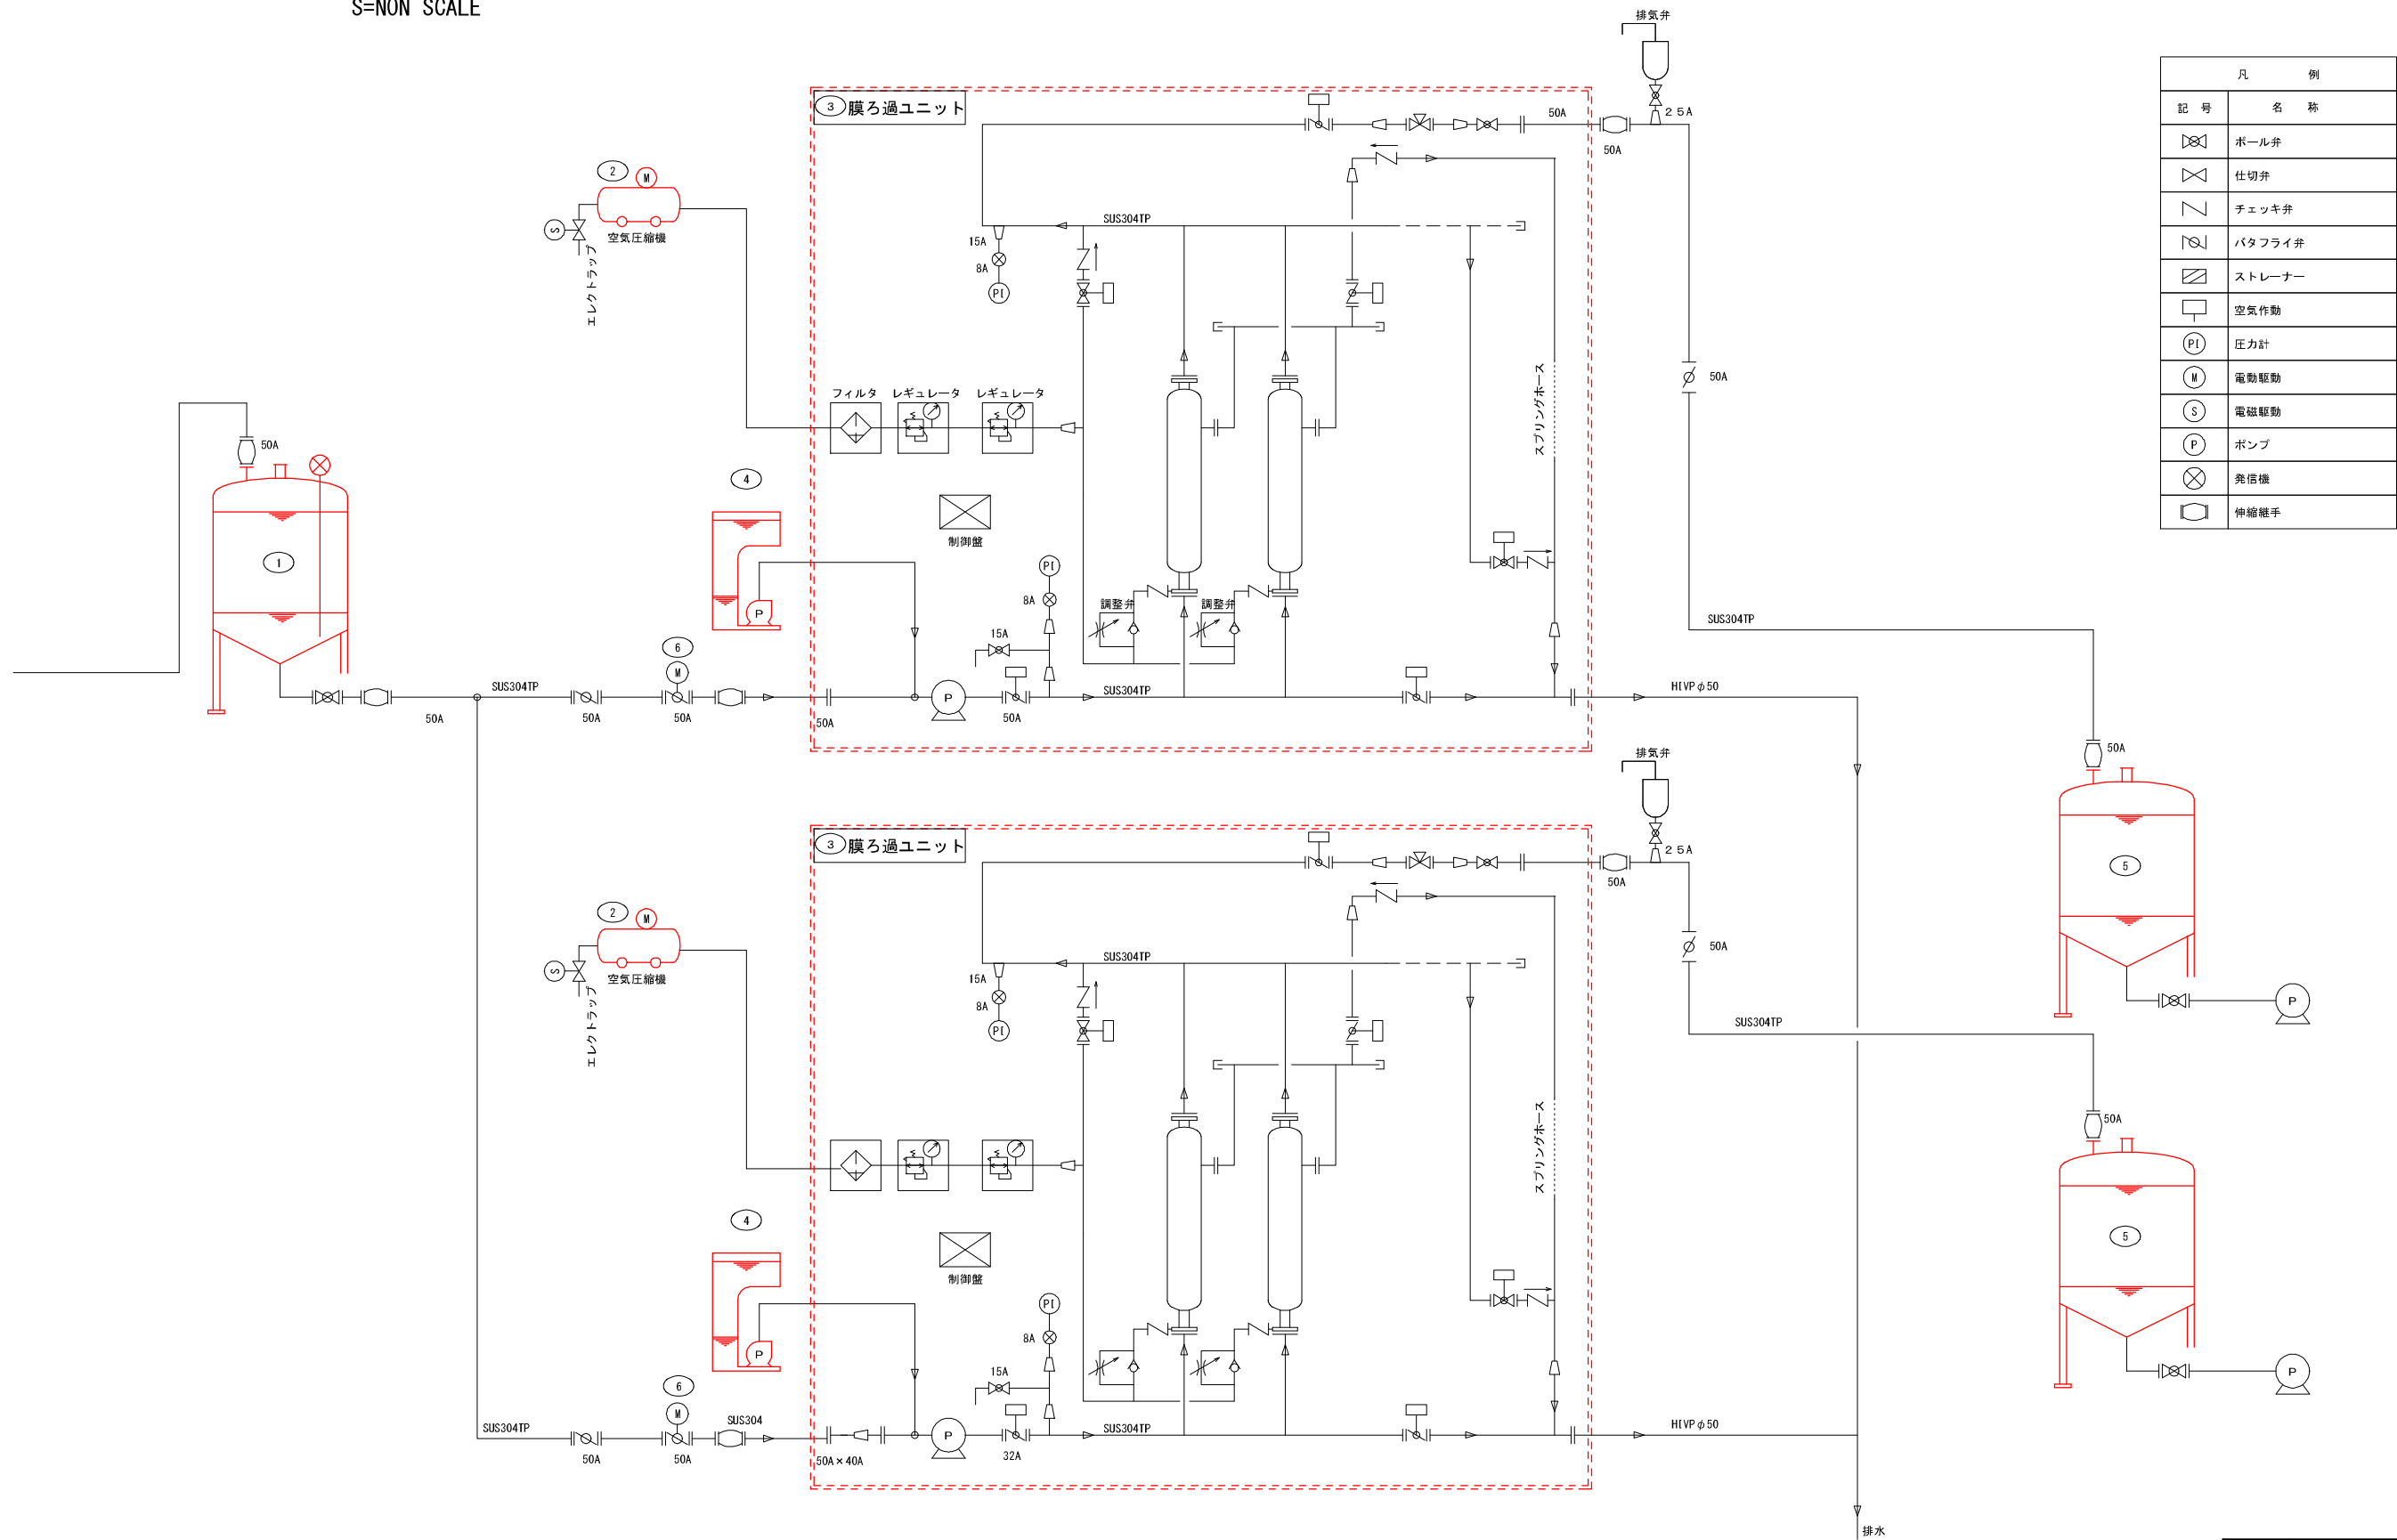 S=NON SCALE
排気弁
凡 例
記 号 名 称
ボール弁
仕切弁
チェッキ弁
バタフライ弁
ストレーナー
空気作動
PI 圧力計
M 電動駆動
S 電磁駆動
P ポンプ
発信機
伸縮継手
3 膜ろ過ユニット
50A
25A
50A
2
M
S
空気圧縮機
エレクトラップ
SUS304TP
15A
8A
PI
50A
フィルタ
レギュレータ
レギュレータ
スプリングホース
50A
4
制御盤
1
PI
8A
調整弁
調整弁
P
15A
SUS304TP
6
M
SUS304TP
P
SUS304TP
HIVPφ50
50A
50A
50A
50A
50A
排気弁
50A
3 膜ろ過ユニット
25A
50A
5
2
M
S
空気圧縮機
エレクトラップ
SUS304TP
15A
8A
PI
50A
P
SUS304TP
スプリングホース
50A
4
制御盤
5
PI
8A
P
15A
P
6
M
SUS304TP
SUS304
P
SUS304TP
HIVPφ50
50A
50A
50A×40A
32A
排水